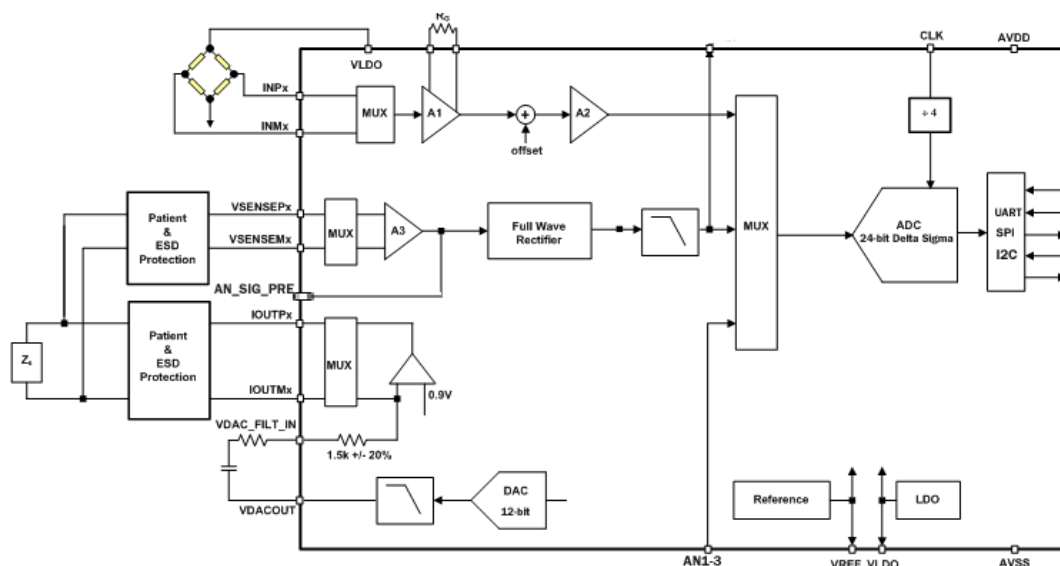 RG
CLK
AVDD
VLDO
INPx
MUX
A1
+
A2
÷ 4
INMx
offset
Patient
&
ESD
Protection
VSENSEPx
VSENSEMx
MUX
A3
Full Wave
Rectifier
MUX
ADC
24-bit Delta Sigma
UART
SPI
I2C
AN_SIG_PRE
Zs
Patient
&
ESD
Protection
IOUTPx
IOUTMx
MUX
0.9V
VDAC_FILT_IN
1.5k +/- 20%
VDACOUT
DAC
12-bit
Reference
LDO
AN1-3
VREF
VLDO
AVSS